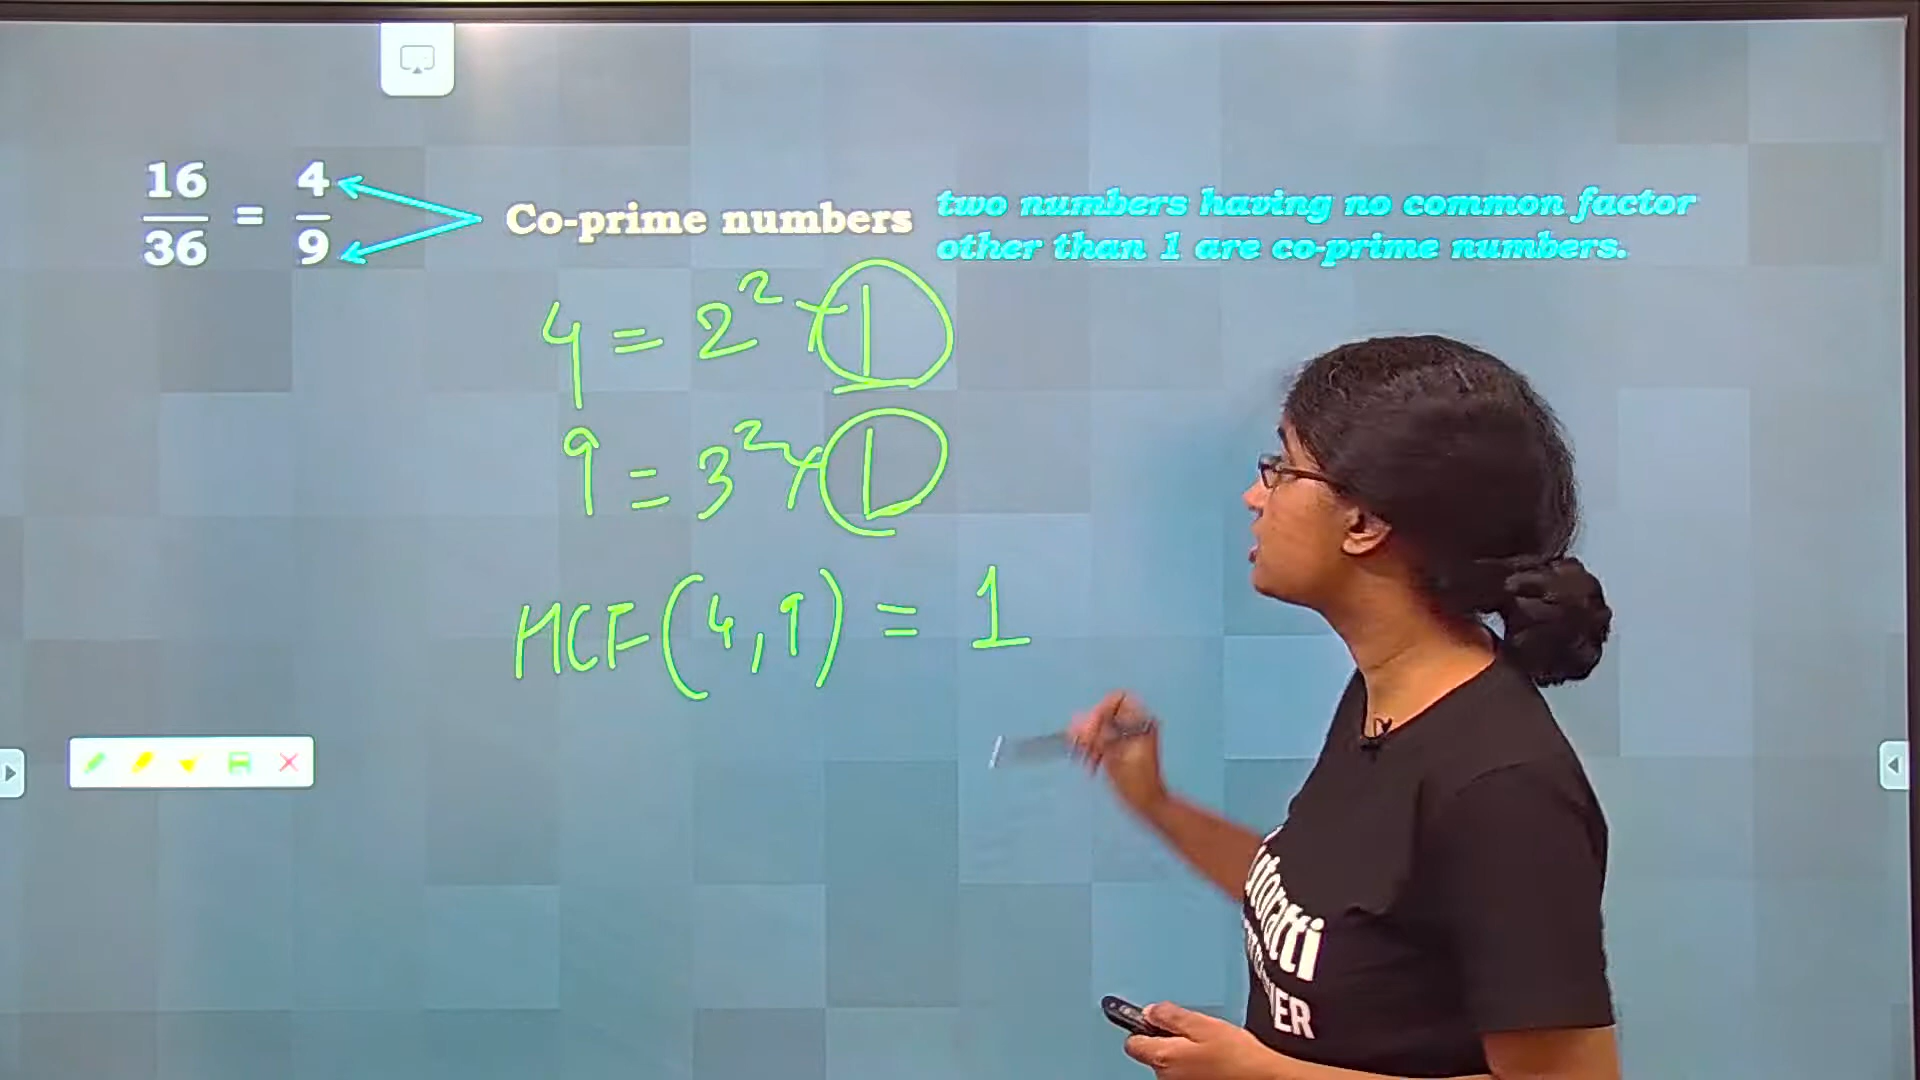 16/36 = 4/9
Co-prime numbers
two numbers having no common factor
other than 1 are co-prime numbers.
4 = 2² × 1
9 = 3² × 1
HCF(4,9) = 1